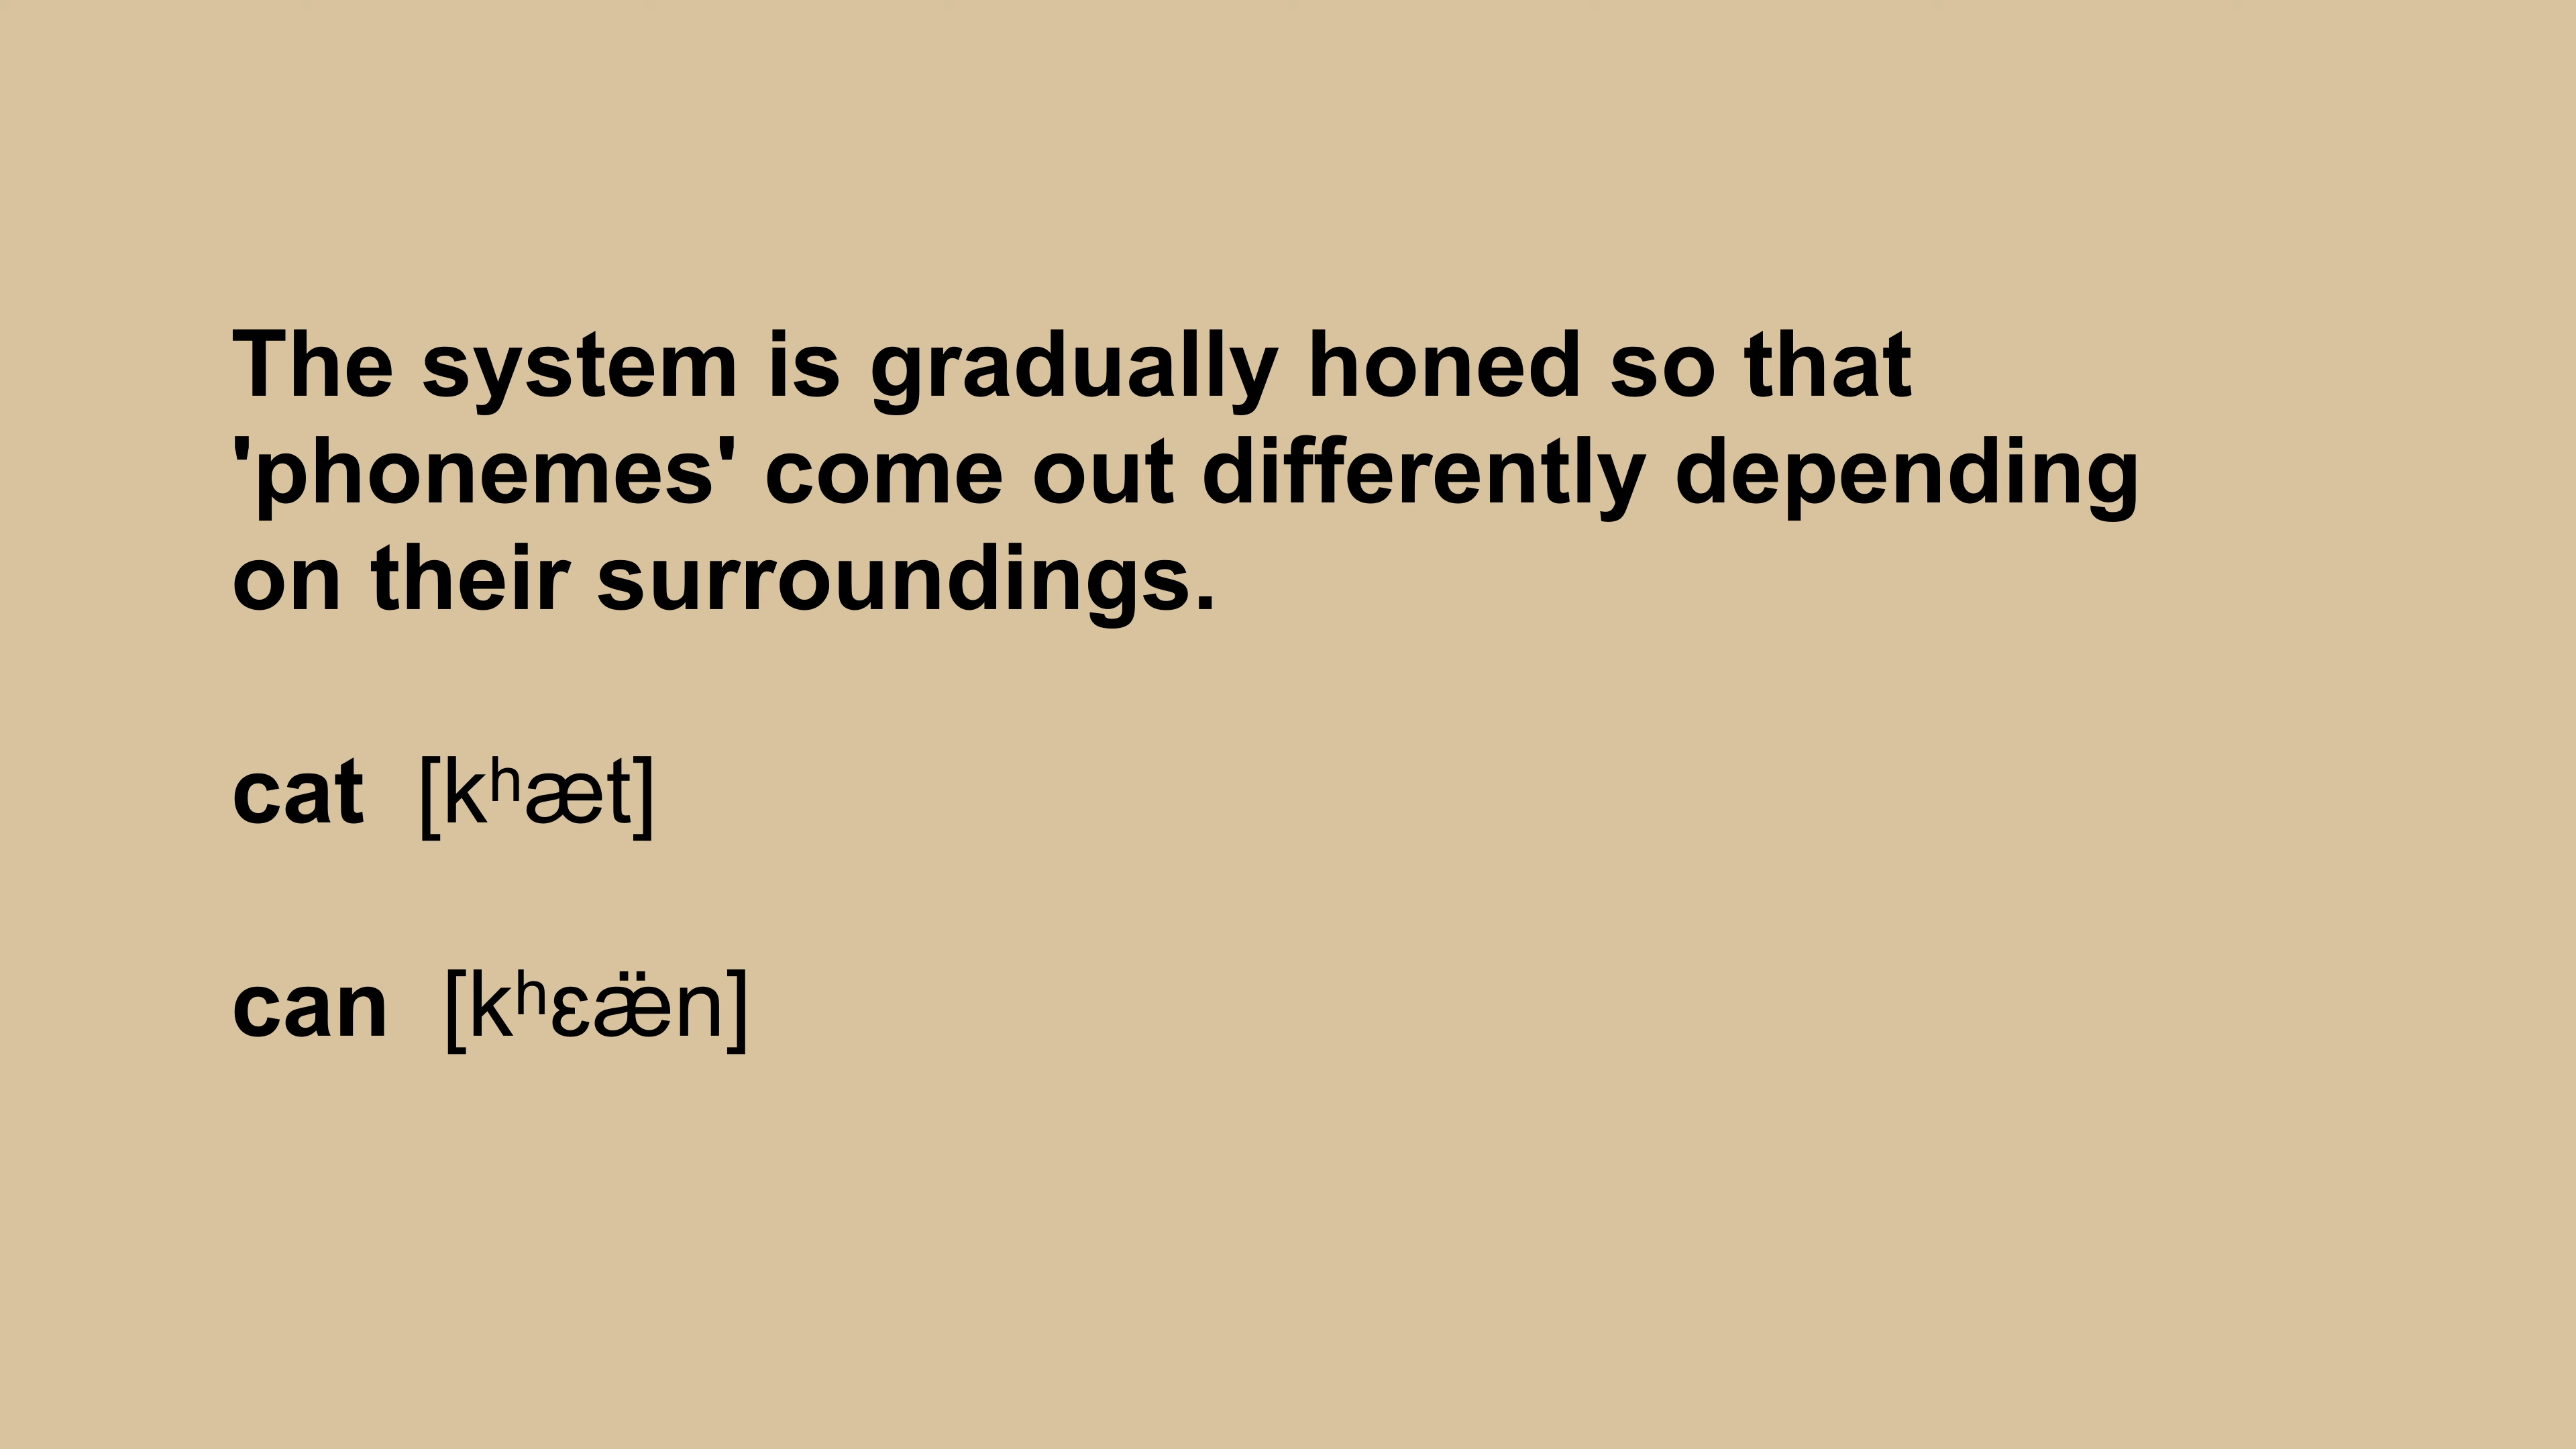 The system is gradually honed so that
'phonemes' come out differently depending
on their surroundings.
cat [kʰæt]
can [kʰɛæ̈n]